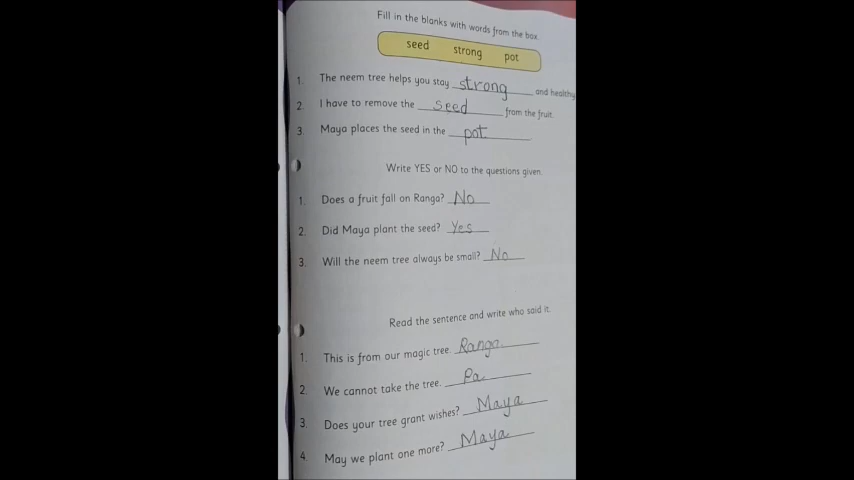 Fill in the blanks with words from the box.
seed strong pot
1. The neem tree helps you stay strong and healthy
2. I have to remove the seed from the fruit.
3. Maya places the seed in the pot
Write YES or NO to the questions given.
1. Does a fruit fall on Ranga? No
2. Did Maya plant the seed? Yes
3. Will the neem tree always be small? No
Read the sentence and write who said it.
1. This is from our magic tree. Ranga
2. We cannot take the tree. Pa
3. Does your tree grant wishes? Maya
4. May we plant one more? Maya